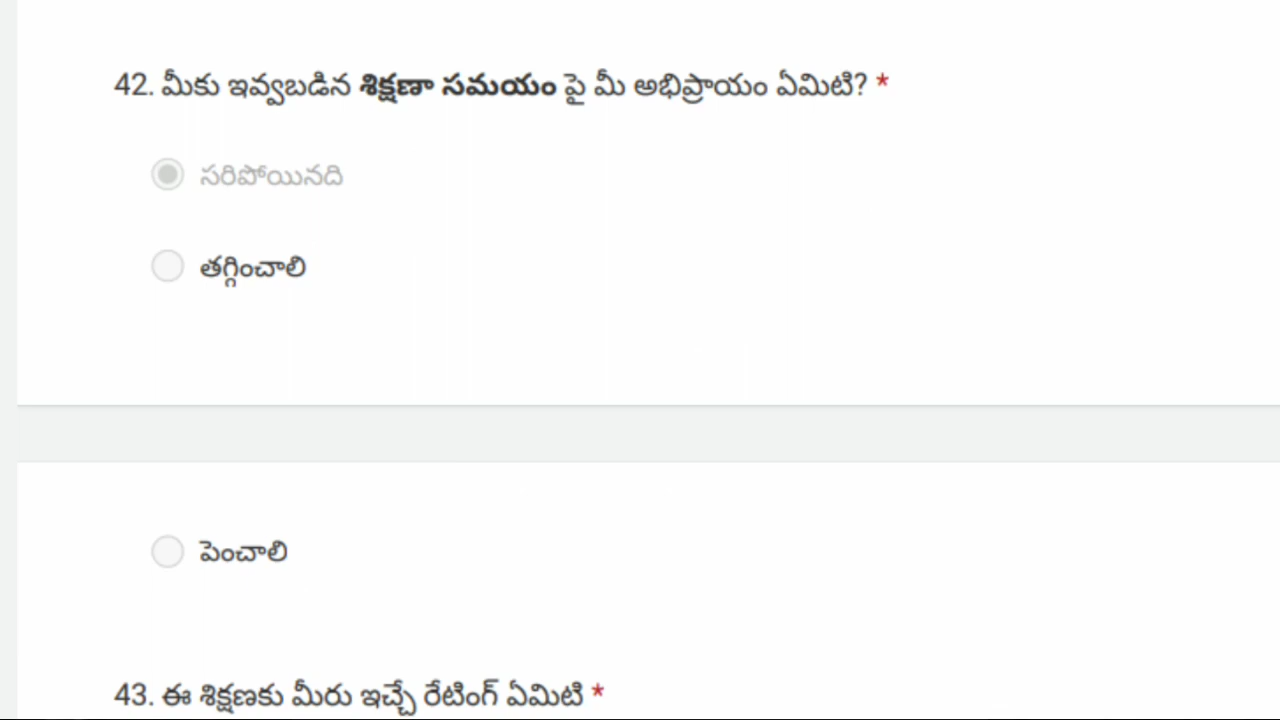 42. మీకు ఇవ్వబడిన శిక్షణా సమయం పై మీ అభిప్రాయం ఏమిటి? *
సరిపోయినది
తగ్గించాలి
పెంచాలి
43. ఈ శిక్షణకు మీరు ఇచ్చే రేటింగ్ ఏమిటి *